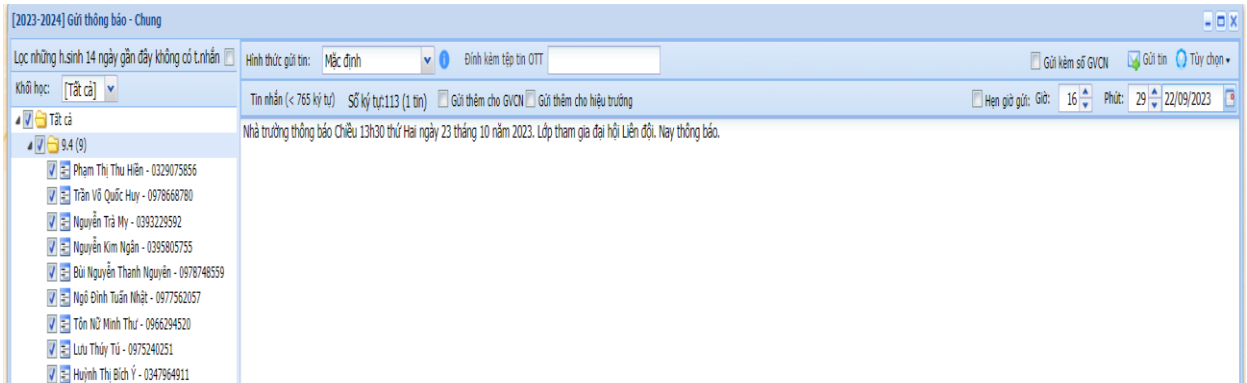 [2023-2024] Gửi thông báo - Chung
Lọc những h.sinh 14 ngày gần đây không có t.nhắn
Hình thức gửi tin: Mặc định Đính kèm tệp tin OTT Gửi kèm số GVCN Gửi tin Tùy chọn
Khối học: [Tất cả]
Tin nhắn (< 765 ký tự) Số ký tự:113 (1 tin) Gửi thêm cho GVCN Gửi thêm cho hiệu trưởng Hẹn giờ gửi: Giờ: 16 Phút: 29 22/09/2023
Tất cả
Nhà trường thông báo Chiều 13h30 thứ Hai ngày 23 tháng 10 năm 2023. Lớp tham gia đại hội Liên đội. Nay thông báo.
9.4 (9)
Phạm Thị Thu Hiền - 0329075856
Trần Võ Quốc Huy - 0978668780
Nguyễn Trà My - 0393229592
Nguyễn Kim Ngân - 0395805755
Bùi Nguyễn Thanh Nguyên - 0978748559
Ngô Đình Tuấn Nhật - 0977562057
Tôn Nữ Minh Thư - 0966294520
Lưu Thúy Tú - 0975240251
Huỳnh Thị Bích Ý - 0347964911